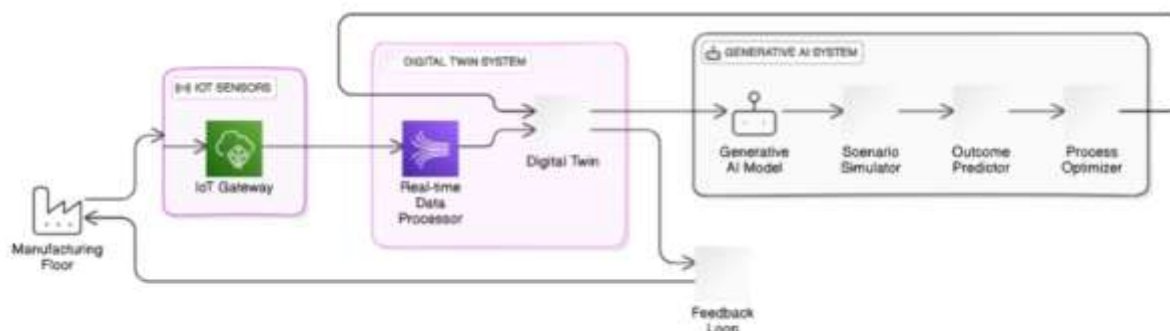 GENERATIVE AI SYSTEM
DIGITAL TWIN SYSTEM
IOT SENSORS
IoT Gateway
Real-time
Data
Processor
Digital Twin
Generative
AI Model
Scenario
Simulator
Outcome
Predictor
Process
Optimizer
Manufacturing
Floor
Feedback
Loop